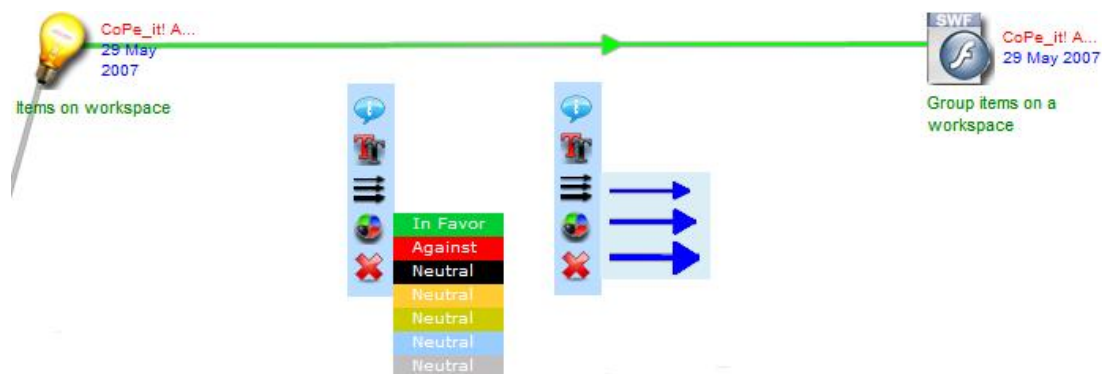 CoPe_it! A...
29 May
2007
Items on workspace
SWF
CoPe_it! A...
29 May 2007
Group items on a
workspace
In Favor
Against
Neutral
Neutral
Neutral
Neutral
Neutral